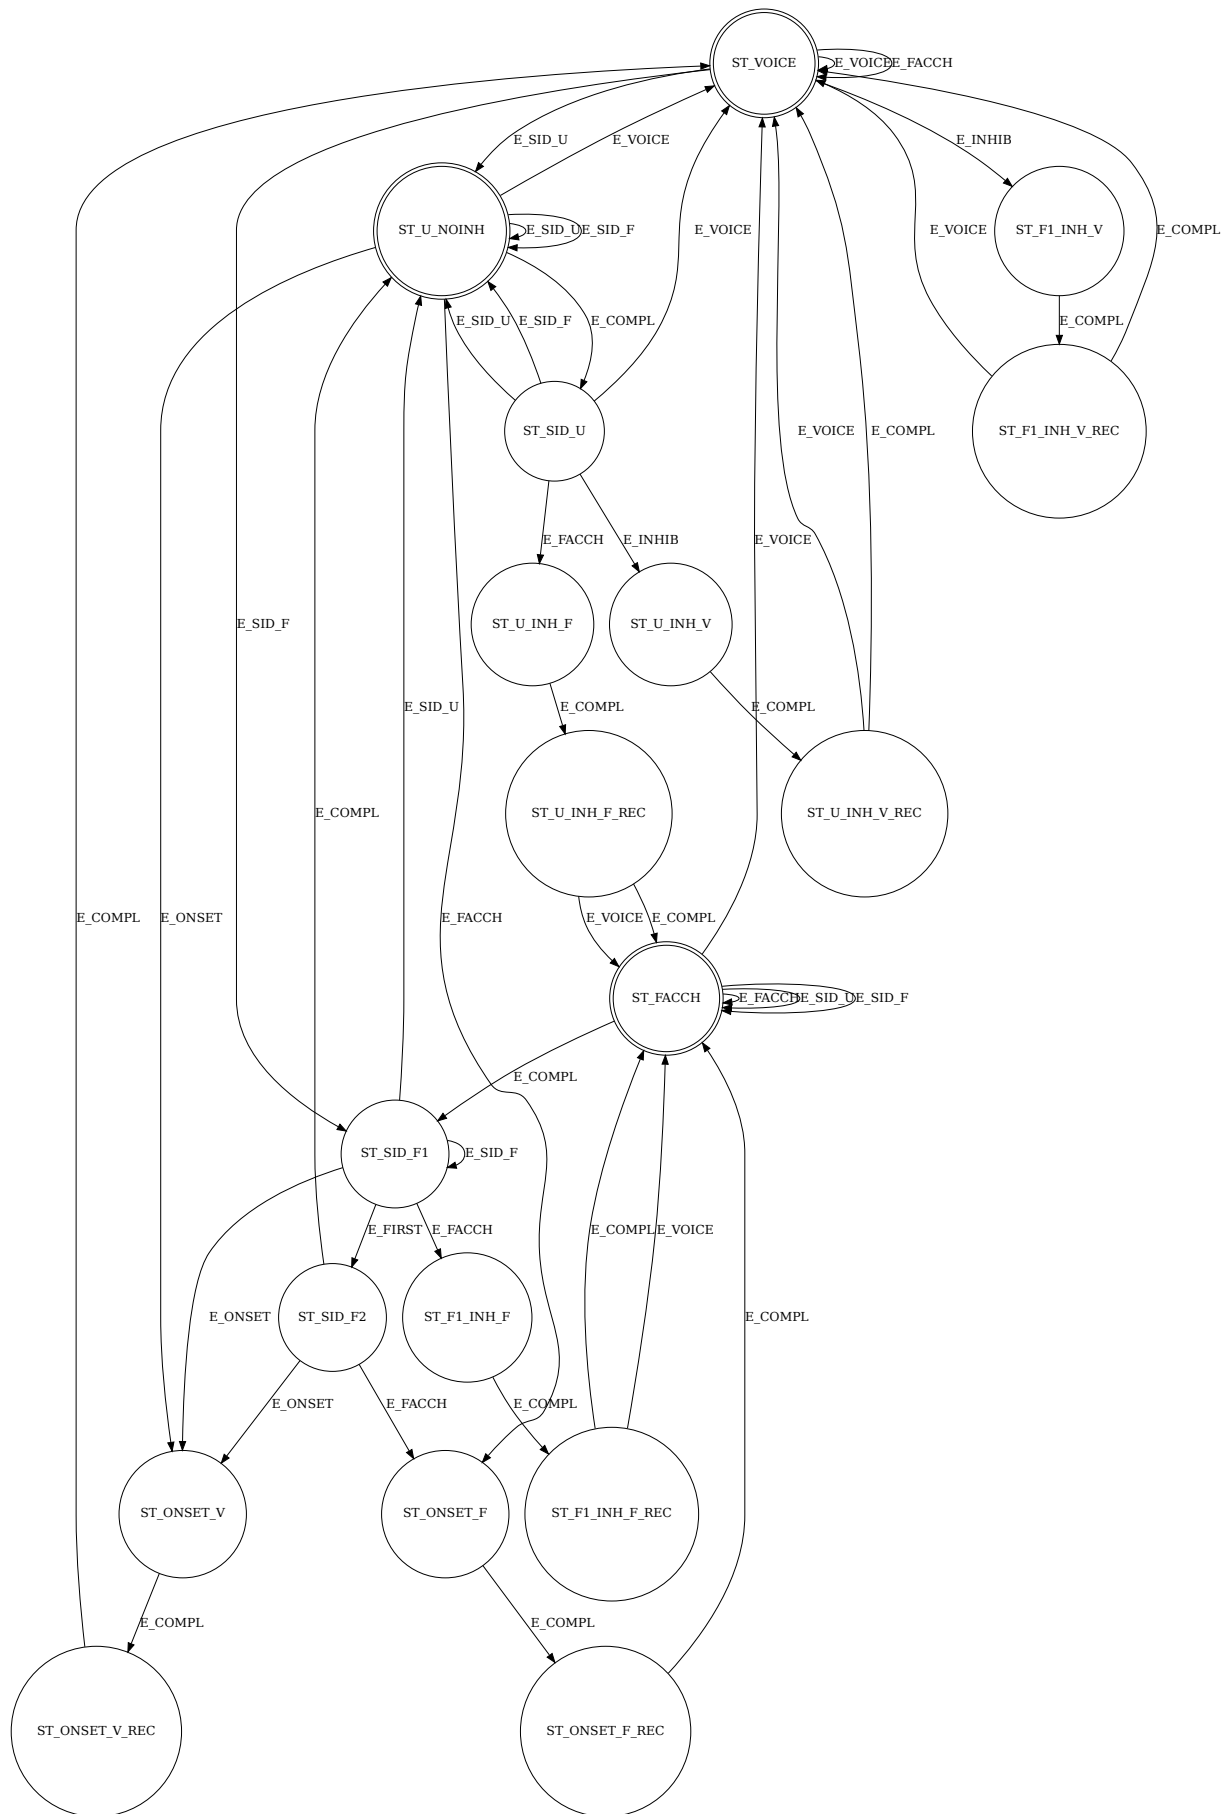 ST_VOICE
E_VOICE
E_FACCH
E_SID_U
E_VOICE
E_INHIB
ST_U_NOINH
E_SID_U
E_SID_F
E_VOICE
E_VOICE
ST_F1_INH_V
E_COMPL
E_SID_U
E_SID_F
E_COMPL
E_COMPL
ST_SID_U
E_VOICE
E_COMPL
ST_F1_INH_V_REC
E_FACCH
E_INHIB
E_VOICE
E_SID_F
ST_U_INH_F
ST_U_INH_V
E_SID_U
E_COMPL
E_COMPL
E_COMPL
ST_U_INH_F_REC
ST_U_INH_V_REC
E_COMPL
E_ONSET
E_FACCH
E_VOICE
E_COMPL
ST_FACCH
E_FACCH
E_SID_U
E_SID_F
E_COMPL
ST_SID_F1
E_SID_F
E_FIRST
E_FACCH
E_COMPL
E_VOICE
E_ONSET
ST_SID_F2
ST_F1_INH_F
E_COMPL
E_ONSET
E_FACCH
E_COMPL
ST_ONSET_V
ST_ONSET_F
ST_F1_INH_F_REC
E_COMPL
E_COMPL
ST_ONSET_V_REC
ST_ONSET_F_REC